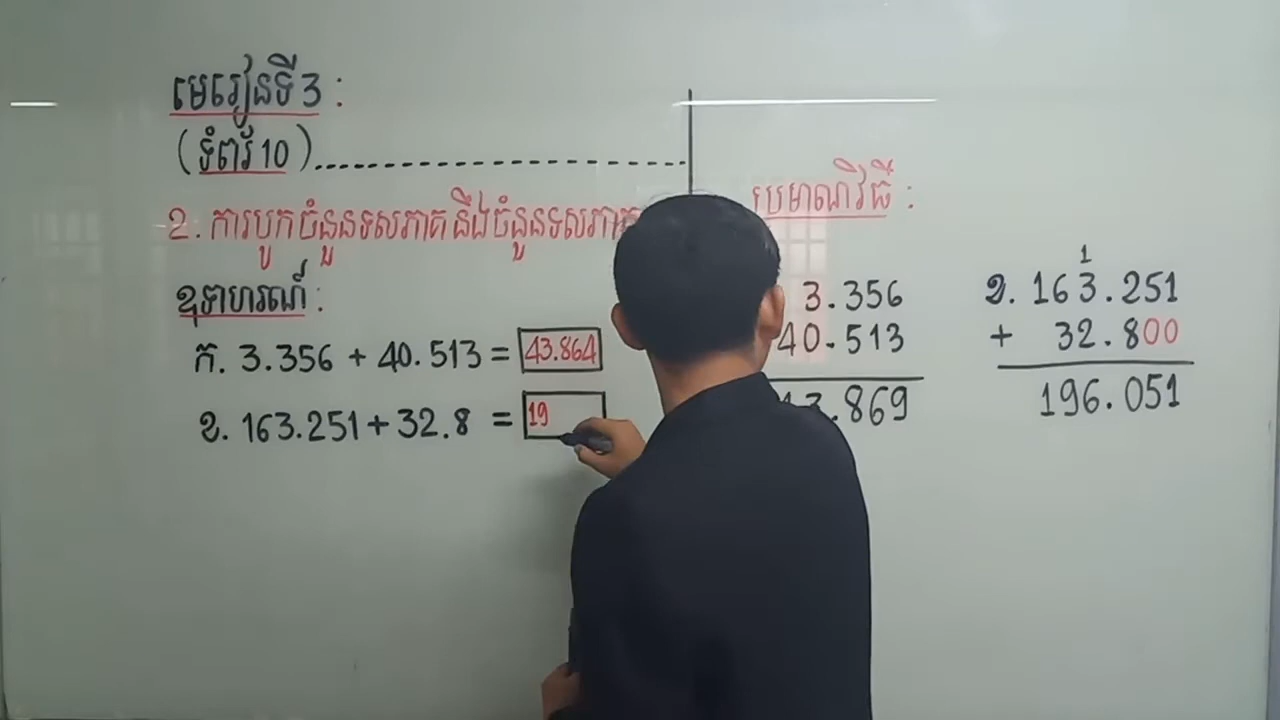 មេរៀនទី 3 :
(ទំព័រ 10 )
ខ. ការបូកចំនួនទសភាគ នឹងចំនួនទសភាគ
ឧទាហរណ៍ :
ក. 3.356 + 40.513 = 43.864
ខ. 163.251 + 32.8 = 19
ប្រមាណវិធី :
3.356
40.513
.869
1
ខ. 163.251
+ 32.800
196.051